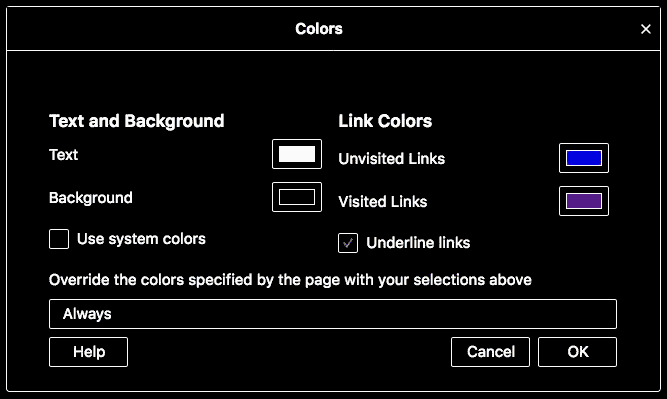 Colors
Text and Background
Text
Background
Use system colors
Link Colors
Unvisited Links
Visited Links
Underline links
Override the colors specified by the page with your selections above
Always
Help
Cancel
OK